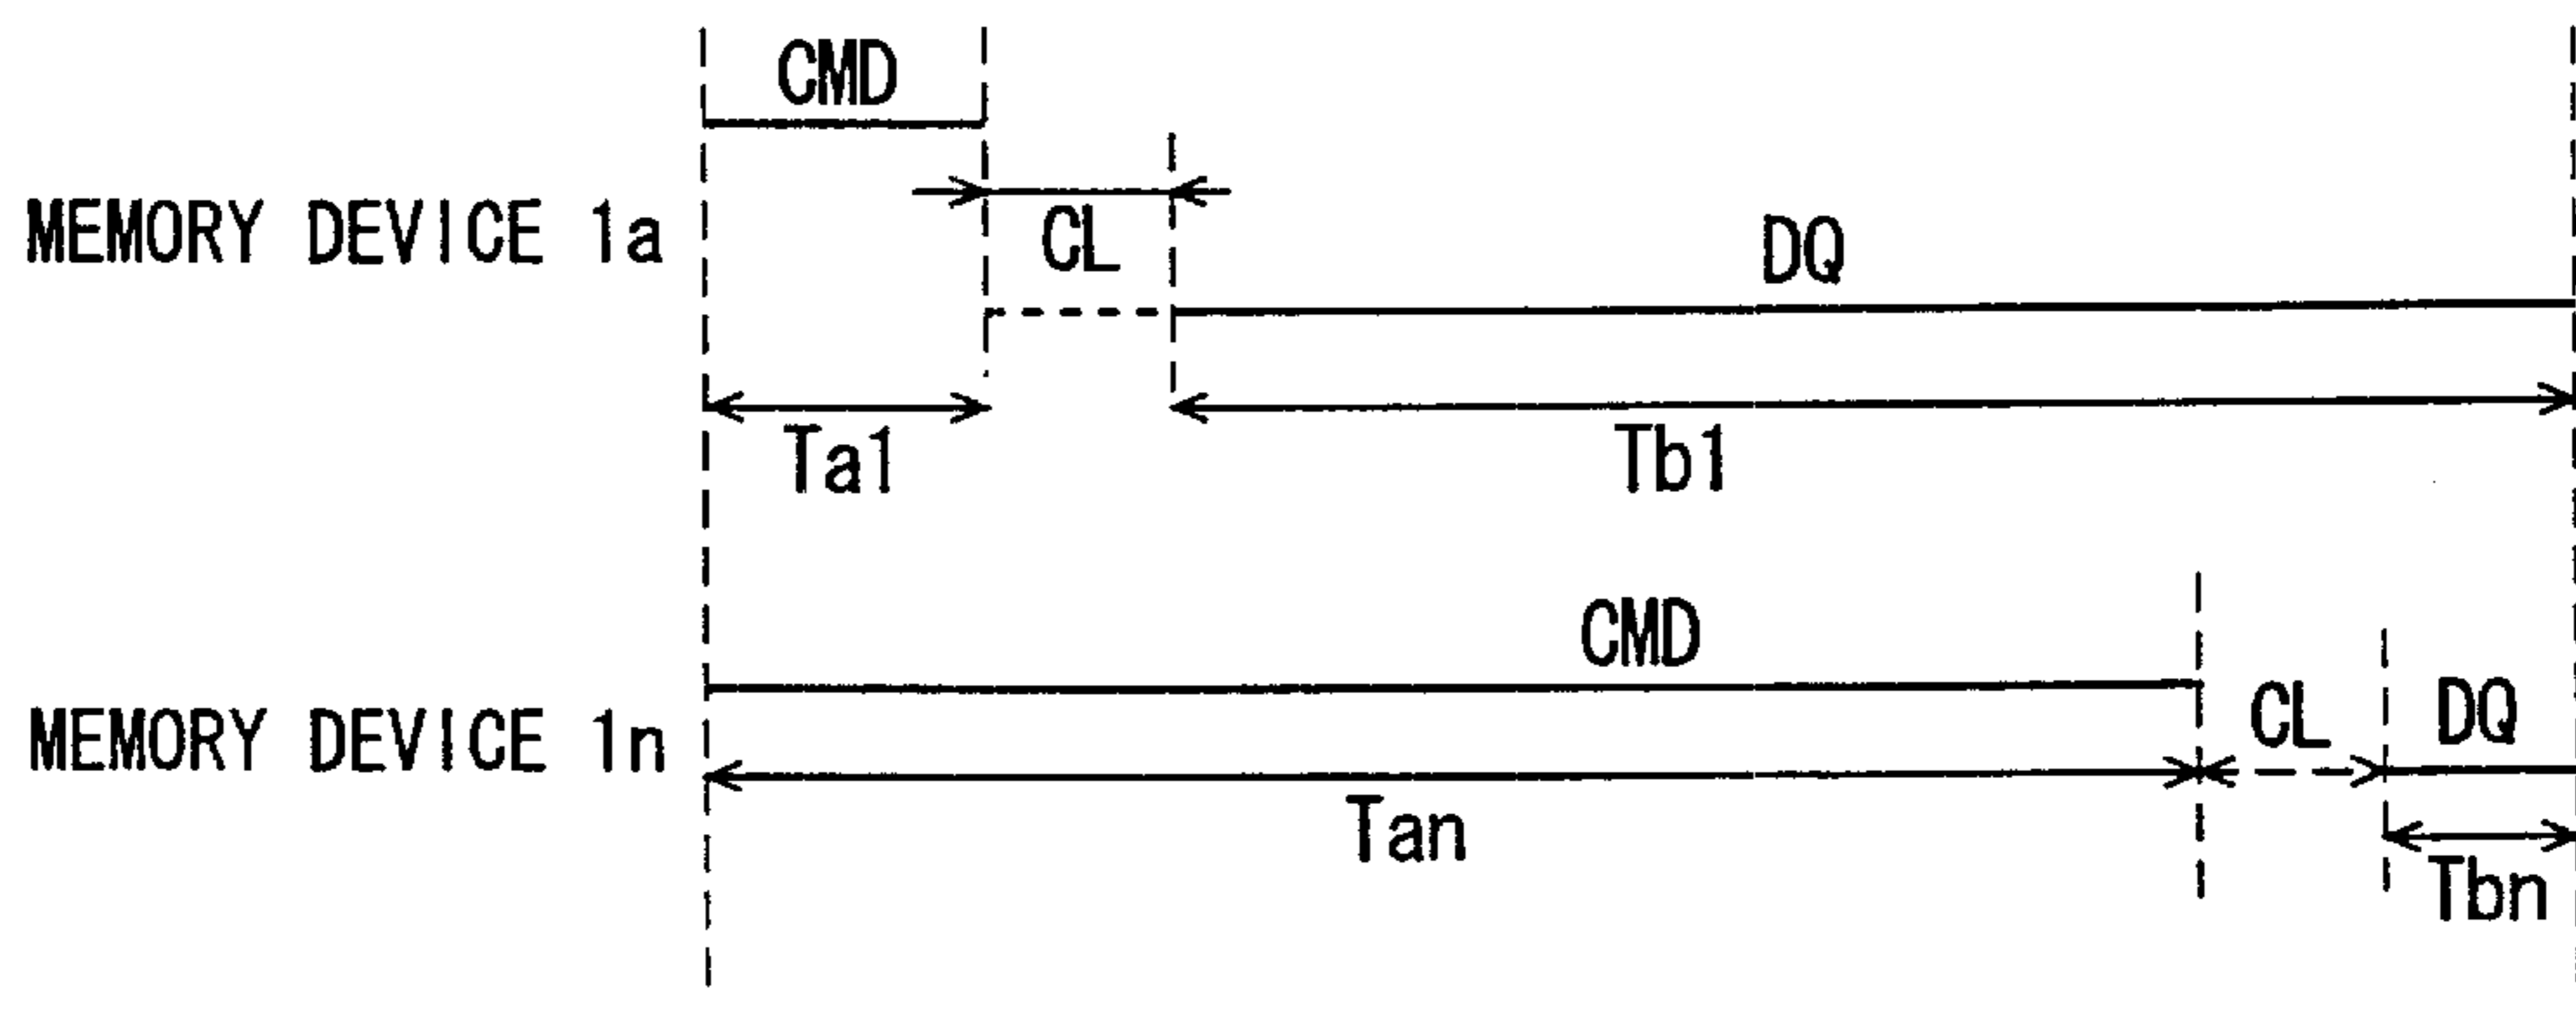 CMD
MEMORY DEVICE 1a
CL
DQ
Ta1
Tb1
CMD
MEMORY DEVICE 1n
CL
DQ
Tan
Tbn